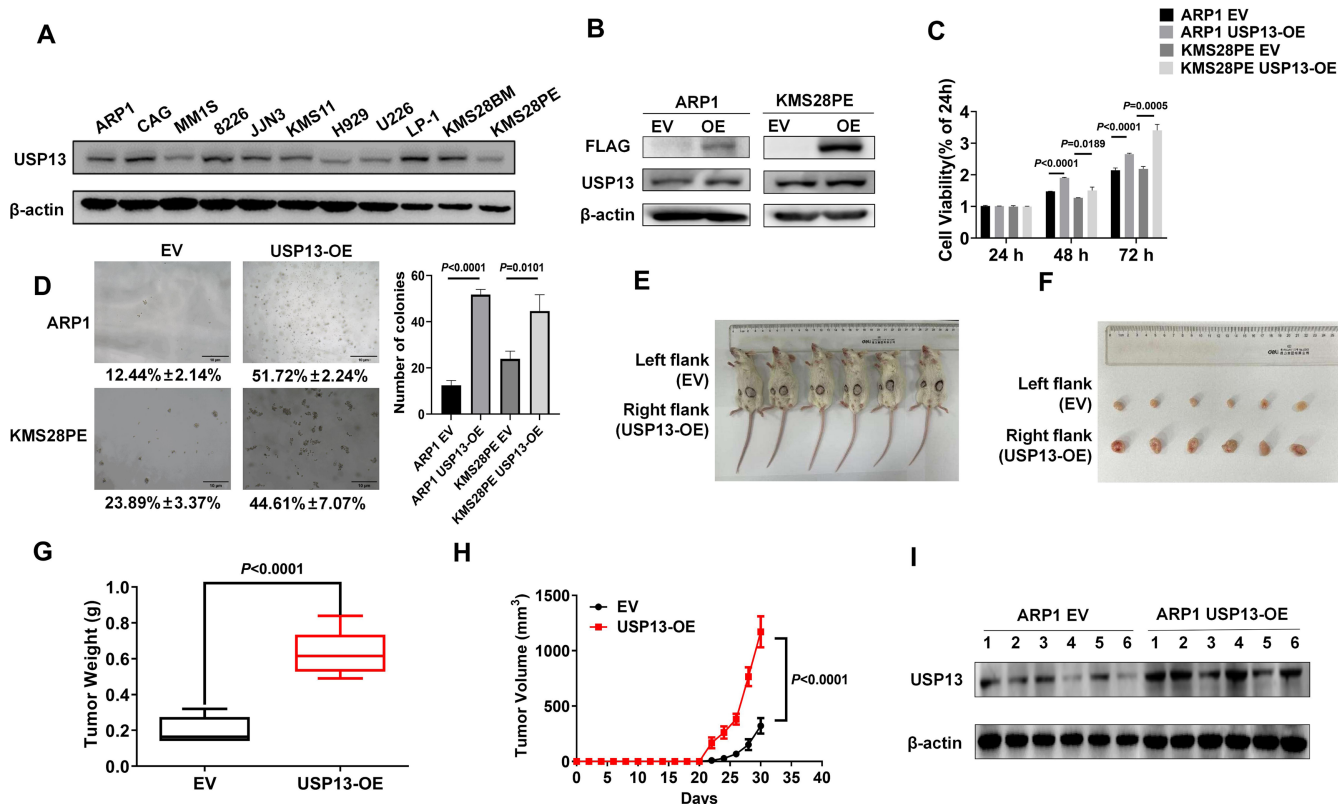 A
ARP1
CAG
MM1S
8226
JJN3
KMS11
H929
U226
LP-1
KMS28BM
KMS28PE
USP13
β-actin
B
ARP1 KMS28PE
EV OE EV OE
FLAG
USP13
β-actin
C
ARP1 EV
ARP1 USP13-OE
KMS28PE EV
KMS28PE USP13-OE
Cell Viability(% of 24h)
4
3
2
1
0
P<0.0001
P=0.0189
P<0.0001
P=0.0005
24 h 48 h 72 h
D
EV USP13-OE
ARP1
12.44%±2.14% 51.72%±2.24%
KMS28PE
23.89%±3.37% 44.61%±7.07%
Number of colonies
60
40
20
0
P<0.0001 P=0.0101
ARP1 EV
ARP1 USP13-OE
KMS28PE EV
KMS28PE USP13-OE
E
Left flank
(EV)
Right flank
(USP13-OE)
F
Left flank
(EV)
Right flank
(USP13-OE)
G
P<0.0001
Tumor Weight (g)
1.0
0.8
0.6
0.4
0.2
0.0
EV USP13-OE
H
EV
USP13-OE
Tumor Volume (mm³)
1500
1000
500
0
P<0.0001
0 5 10 15 20 25 30 35 40
Days
I
ARP1 EV ARP1 USP13-OE
1 2 3 4 5 6 1 2 3 4 5 6
USP13
β-actin